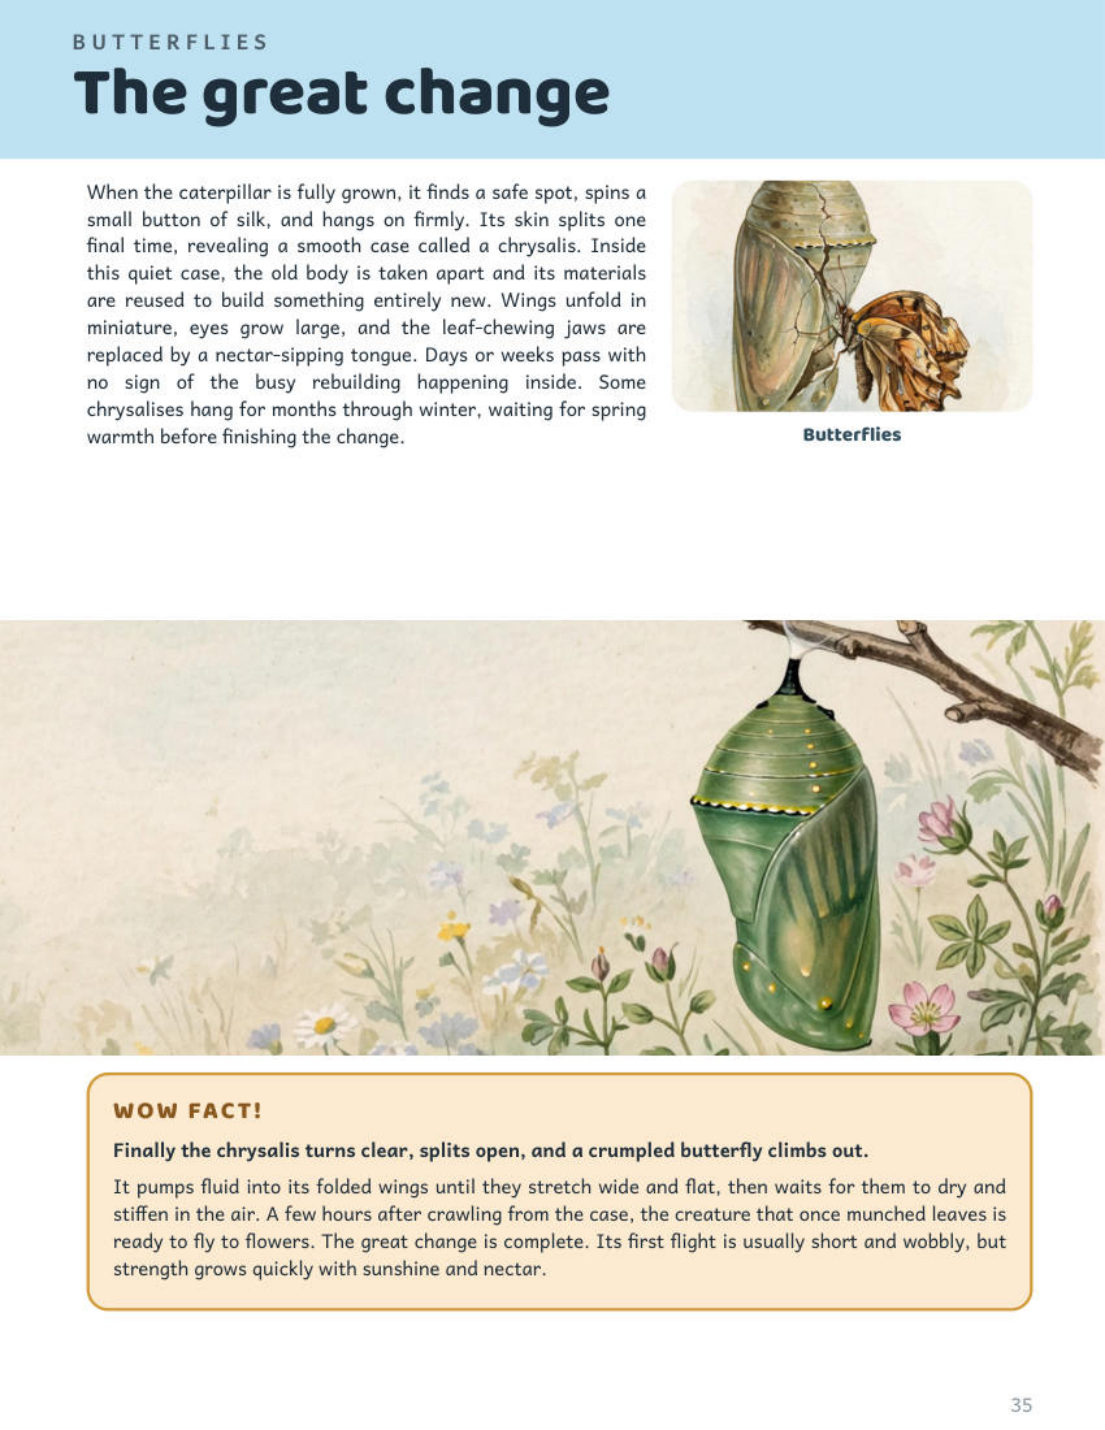 BUTTERFLIES
The great change
When the caterpillar is fully grown, it finds a safe spot, spins a
small button of silk, and hangs on firmly. Its skin splits one
final time, revealing a smooth case called a chrysalis. Inside
this quiet case, the old body is taken apart and its materials
are reused to build something entirely new. Wings unfold in
miniature, eyes grow large, and the leaf-chewing jaws are
replaced by a nectar-sipping tongue. Days or weeks pass with
no sign of the busy rebuilding happening inside. Some
chrysalises hang for months through winter, waiting for spring
warmth before finishing the change.
Butterflies
WOW FACT!
Finally the chrysalis turns clear, splits open, and a crumpled butterfly climbs out.
It pumps fluid into its folded wings until they stretch wide and flat, then waits for them to dry and
stiffen in the air. A few hours after crawling from the case, the creature that once munched leaves is
ready to fly to flowers. The great change is complete. Its first flight is usually short and wobbly, but
strength grows quickly with sunshine and nectar.
35